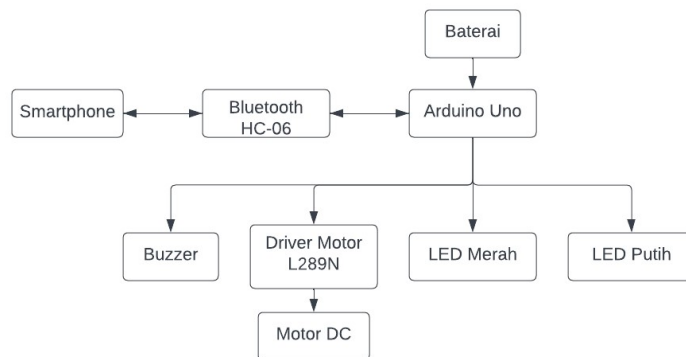 Baterai
Smartphone
Bluetooth
HC-06
Arduino Uno
Buzzer
Driver Motor
L289N
LED Merah
LED Putih
Motor DC